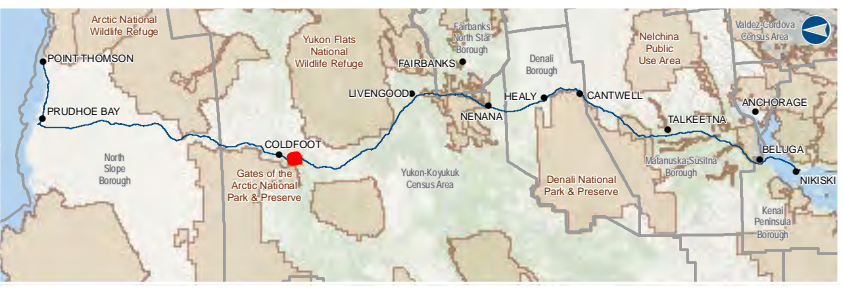 Arctic National
Wildlife Refuge
POINT THOMSON
PRUDHOE BAY
North
Slope
Borough
COLDFOOT
Gates of the
Arctic National
Park & Preserve
Yukon Flats
National
Wildlife Refuge
LIVENGOOD
Fairbanks
North Star
Borough
FAIRBANKS
NENANA
Yukon-Koyukuk
Census Area
Denali
Borough
HEALY
CANTWELL
Denali National
Park & Preserve
Nelchina
Public
Use Area
TALKEETNA
Matanuska-Susitna
Borough
Valdez-Cordova
Census Area
ANCHORAGE
BELUGA
NIKISKI
Kenai
Peninsula
Borough